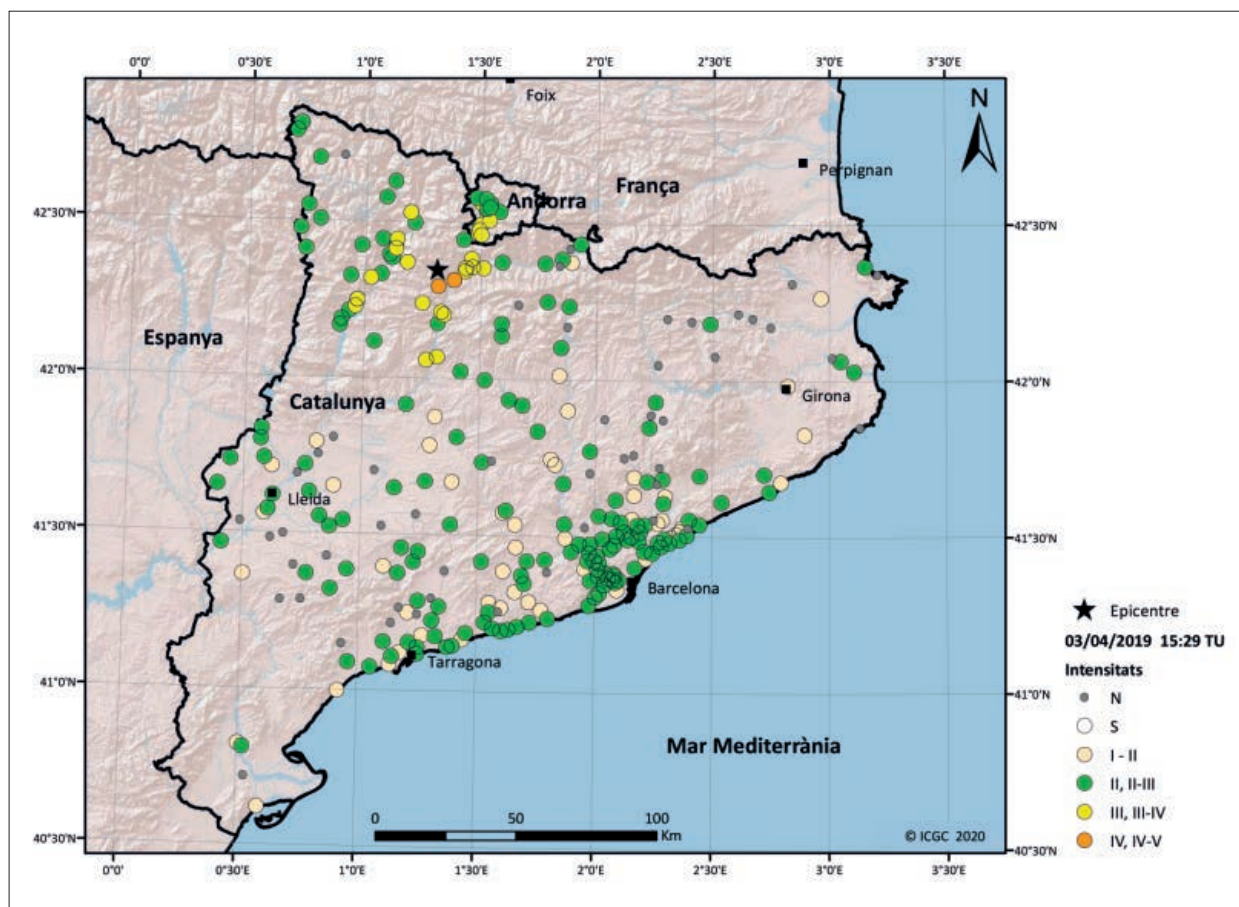 0°0'E 0°30'E 1°0'E 1°30'E 2°0'E 2°30'E 3°0'E 3°30'E
Foix
N
Perpignan
França
Andorra
42°30'N 42°30'N
Espanya
42°0'N 42°0'N
Catalunya
Girona
Lleida
41°30'N 41°30'N
Barcelona
Epicentre
03/04/2019 15:29 TU
Tarragona
Intensitats
41°0'N 41°0'N
N
S
Mar Mediterrània
I - II
II, II-III
0 50 100
III, III-IV
Km
40°30'N 40°30'N
© ICGC 2020
IV, IV-V
0°0' 0°30'E 1°0'E 1°30'E 2°0'E 2°30'E 3°0'E 3°30'E